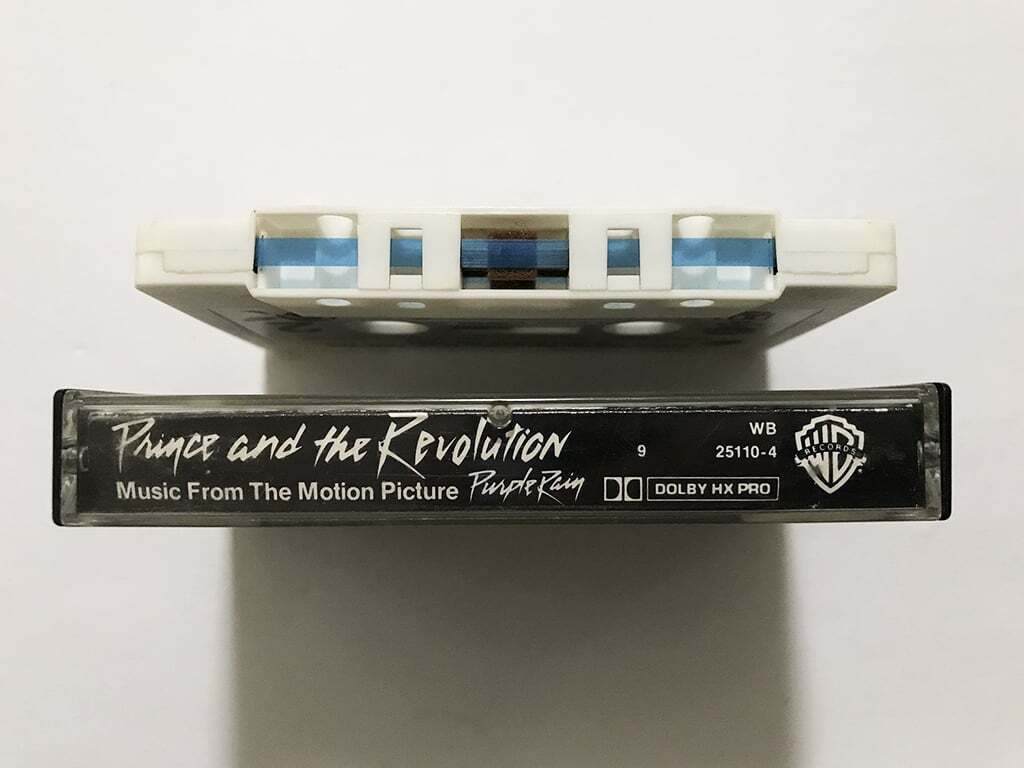 Prince and the Revolution
Music From The Motion Picture Purple Rain
9
WB
25110-4
DOLBY HX PRO
WB
RECORDS